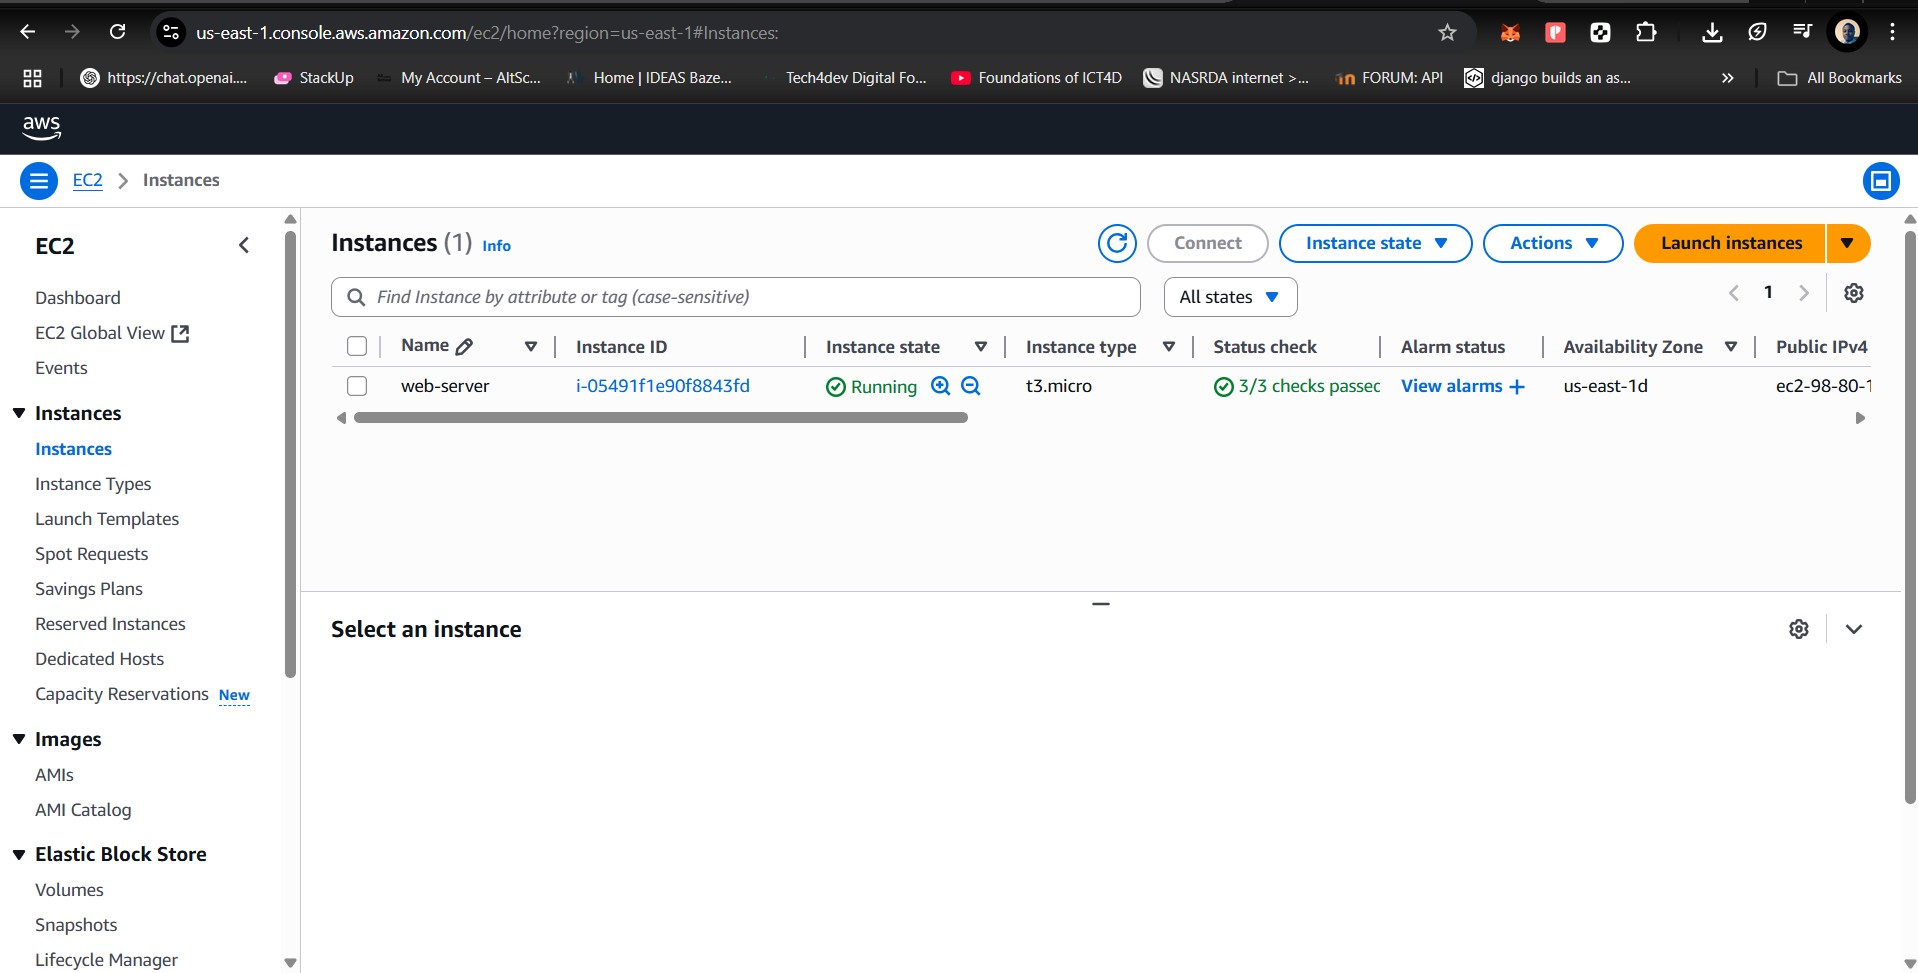 us-east-1.console.aws.amazon.com/ec2/home?region=us-east-1#Instances:
https://chat.openai.... StackUp My Account – AltSc... Home | IDEAS Baze... Tech4dev Digital Fo... Foundations of ICT4D NASRDA internet >... FORUM: API django builds an as... » All Bookmarks
aws
EC2 > Instances
EC2
Dashboard
EC2 Global View
Events
Instances
Instances
Instance Types
Launch Templates
Spot Requests
Savings Plans
Reserved Instances
Dedicated Hosts
Capacity Reservations New
Images
AMIs
AMI Catalog
Elastic Block Store
Volumes
Snapshots
Lifecycle Manager
Instances (1) Info
Connect Instance state Actions Launch instances
Find Instance by attribute or tag (case-sensitive) All states 1
Name Instance ID Instance state Instance type Status check Alarm status Availability Zone Public IPv4
web-server i-05491f1e90f8843fd Running t3.micro 3/3 checks passec View alarms + us-east-1d ec2-98-80-1
Select an instance